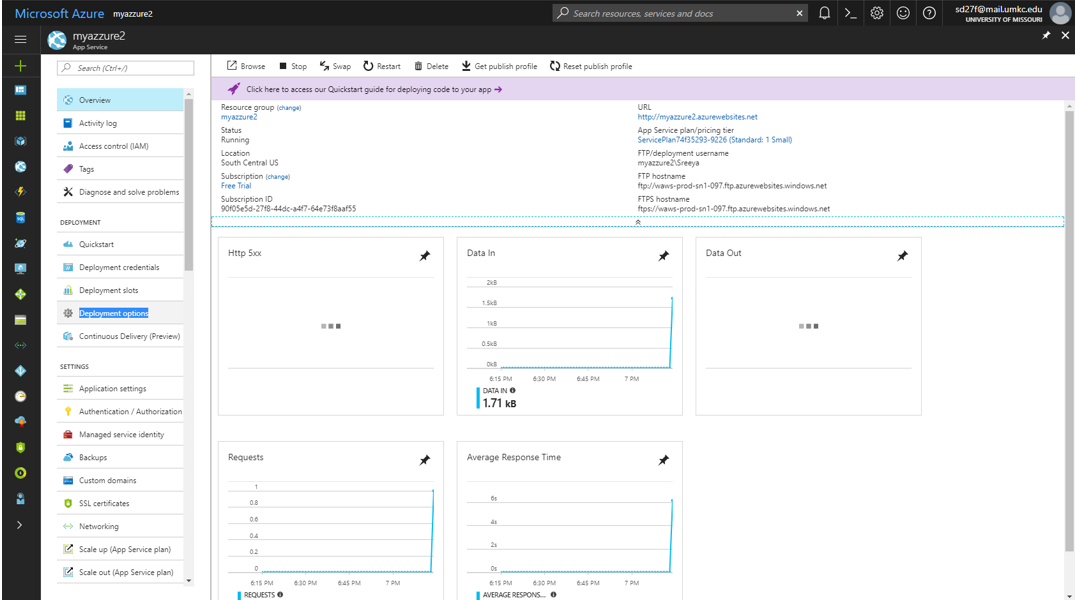 Microsoft Azure myazzure2
Search resources, services and docs
sd27f@mail.umkc.edu
UNIVERSITY OF MISSOURI
myazzure2
App Service
Search (Ctrl+/)
Overview
Activity log
Access control (IAM)
Tags
Diagnose and solve problems
DEPLOYMENT
Quickstart
Deployment credentials
Deployment slots
Deployment options
Continuous Delivery (Preview)
SETTINGS
Application settings
Authentication / Authorization
Managed service identity
Backups
Custom domains
SSL certificates
Networking
Scale up (App Service plan)
Scale out (App Service plan)
Browse Stop Swap Restart Delete Get publish profile Reset publish profile
Click here to access our Quickstart guide for deploying code to your app →
Resource group (change)
myazzure2
Status
Running
Location
South Central US
Subscription (change)
Free Trial
Subscription ID
90f05e5d-27f8-44dc-a4f7-64e73f8aaf55
URL
http://myazzure2.azurewebsites.net
App Service plan/pricing tier
ServicePlan74f35293-9226 (Standard: 1 Small)
FTP/deployment username
myazzure2\Sreeya
FTP hostname
ftp://waws-prod-sn1-097.ftp.azurewebsites.windows.net
FTPS hostname
ftps://waws-prod-sn1-097.ftp.azurewebsites.windows.net
Http 5xx
Data In
2kB
1.5kB
1kB
0.5kB
0kB
6:15 PM 6:30 PM 6:45 PM 7 PM
DATA IN
1.71 kB
Data Out
Requests
1
0.8
0.6
0.4
0.2
0
6:15 PM 6:30 PM 6:45 PM 7 PM
REQUESTS
Average Response Time
6s
4s
2s
0s
6:15 PM 6:30 PM 6:45 PM 7 PM
AVERAGE RESPONS...